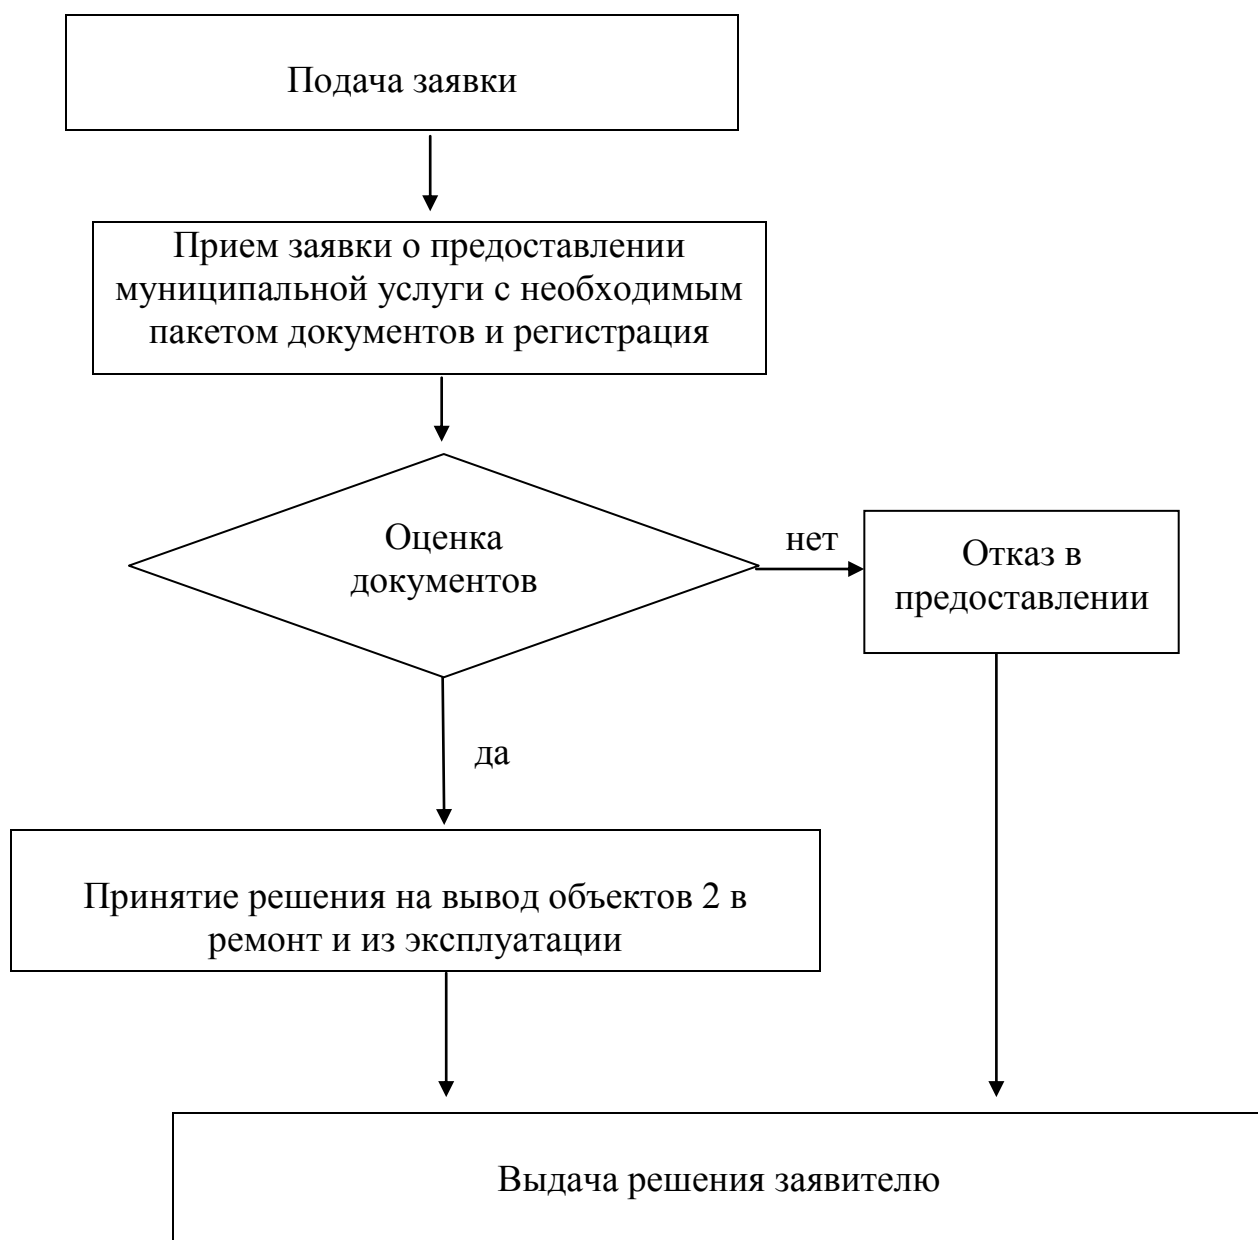 Подача заявки
Прием заявки о предоставлении
муниципальной услуги с необходимым
пакетом документов и регистрация
Оценка
документов
нет
Отказ в
предоставлении
да
Принятие решения на вывод объектов 2 в
ремонт и из эксплуатации
Выдача решения заявителю